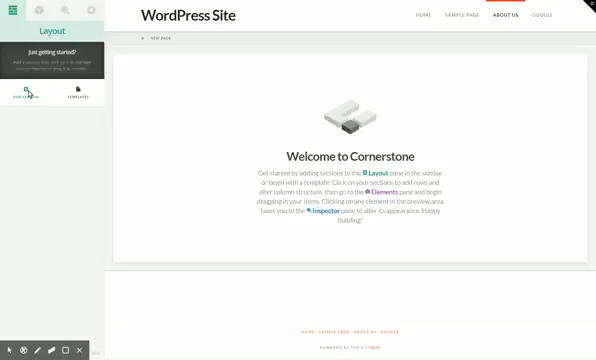 Layout
Just getting started?
ADD SECTION
TEMPLATES
WordPress Site
HOME
SAMPLE PAGE
ABOUT US
GOOGLE
NEW PAGE
Welcome to Cornerstone
Get started by adding sections to the Layout pane in the sidebar
or begin with a template. Click on your sections to add rows and
alter column structure, then go to the Elements pane and begin
dragging in your items. Clicking on any element in the preview area
takes you to the Inspector pane to alter its appearance. Happy
building!
HOME SAMPLE PAGE ABOUT US GOOGLE
POWERED BY THE X THEME